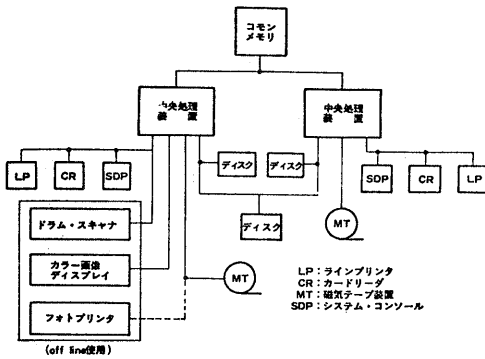 コモン
メモリ
中央処理
装　置
中央処理
装　置
LP
CR
SDP
ディスク
ディスク
SDP
CR
LP
ドラム・スキャナ
ディスク
MT
カラー画像
ディスプレイ
MT
フォトプリンタ
(off line使用)
LP：ラインプリンタ
CR：カードリーダ
MT：磁気テープ装置
SDP：システム・コンソール